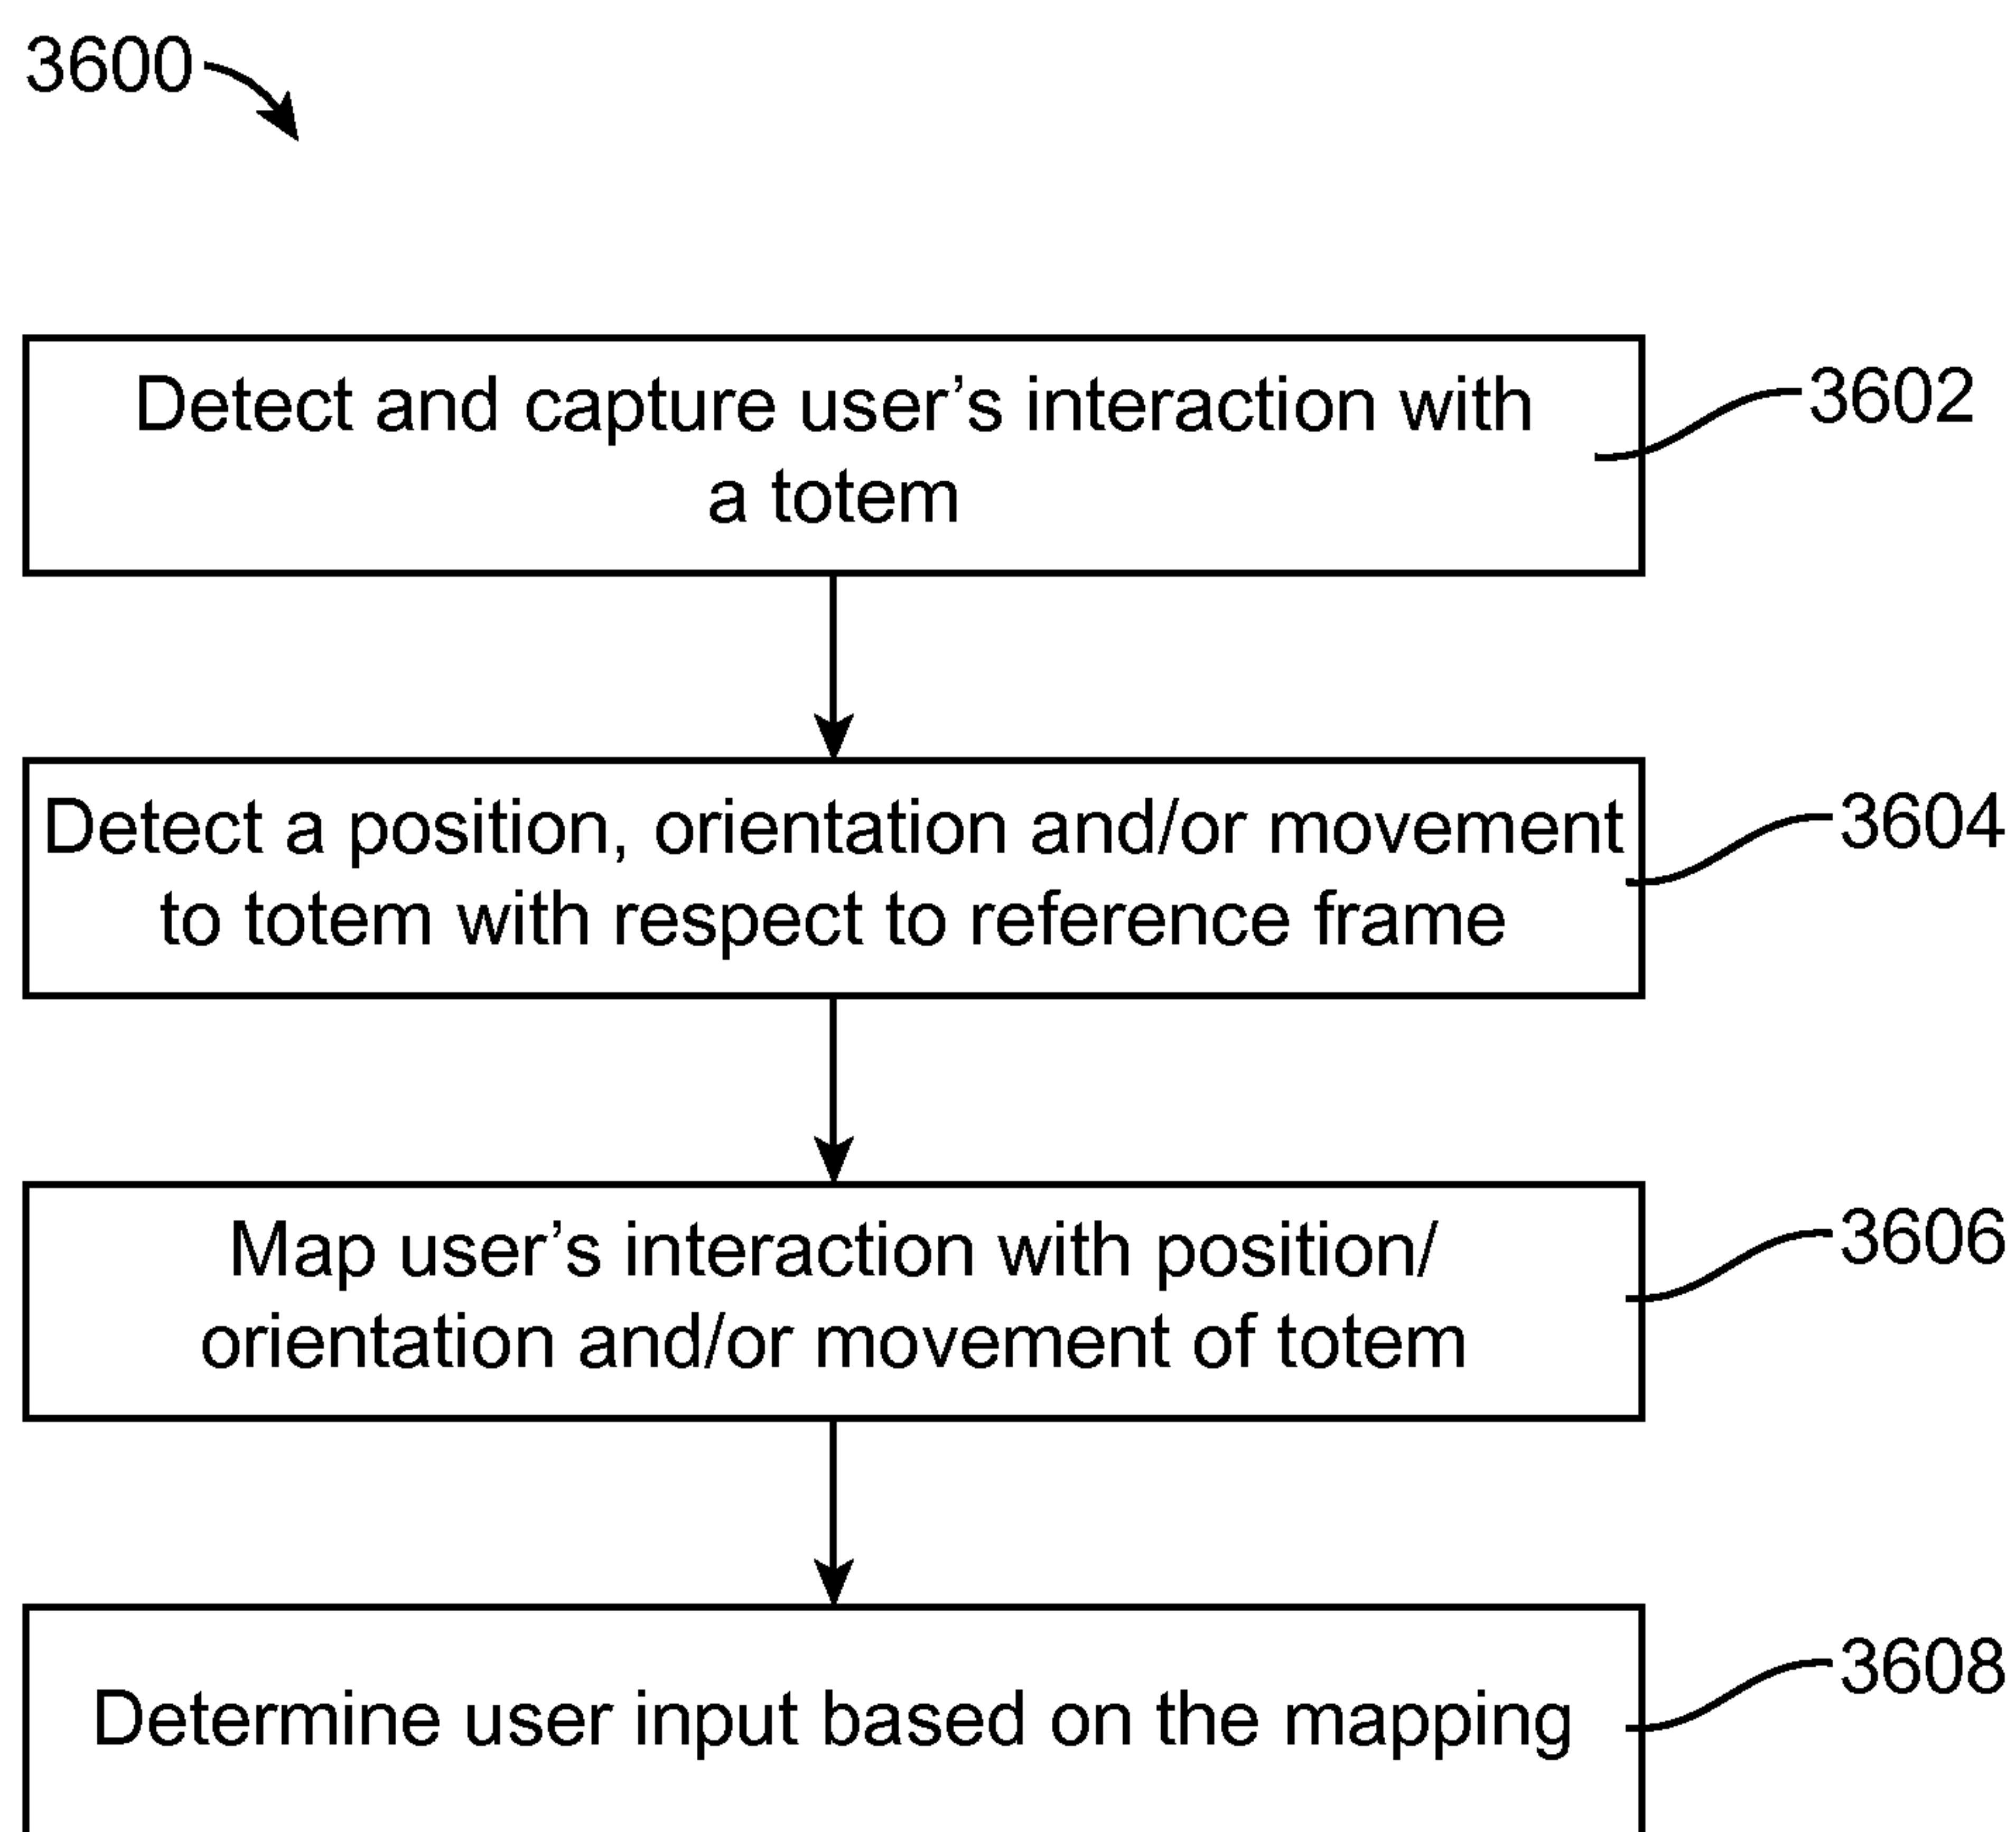 3600
Detect and capture user’s interaction with
a totem
3602
Detect a position, orientation and/or movement
to totem with respect to reference frame
3604
Map user’s interaction with position/
orientation and/or movement of totem
3606
Determine user input based on the mapping
3608